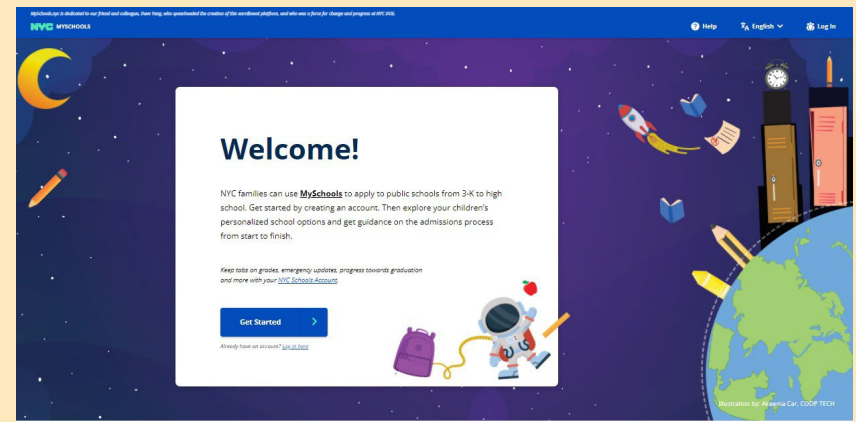 MySchools.nyc is dedicated to our friend and colleague, Dave Yang, who spearheaded the creation of this enrollment platform, and who was a force for change and progress at NYC DOE.
NYC MYSCHOOLS
Help
English
Log In
Welcome!
NYC families can use MySchools to apply to public schools from 3-K to high
school. Get started by creating an account. Then explore your children's
personalized school options and get guidance on the admissions process
from start to finish.
Keep tabs on grades, emergency updates, progress towards graduation
and more with your NYC Schools Account.
Get Started
Already have an account? Log in here
Illustration by: Akeema Car, COOP TECH